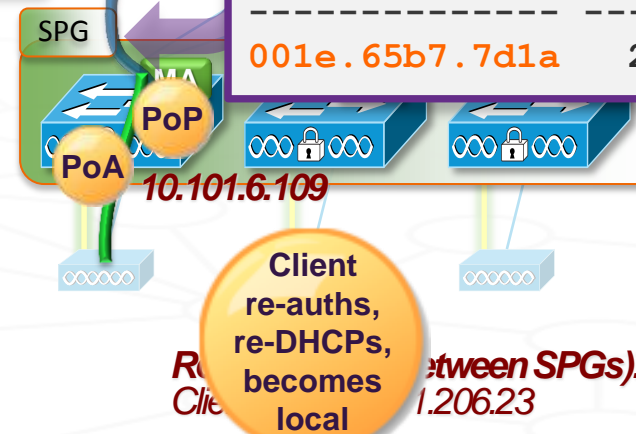 -------------- ---
SPG
001e.65b7.7d1a 2
MA
PoP
PoA
10.101.6.109
Client
re-auths,
re-DHCPs,
becomes
local
etween SPGs)
1.206.23